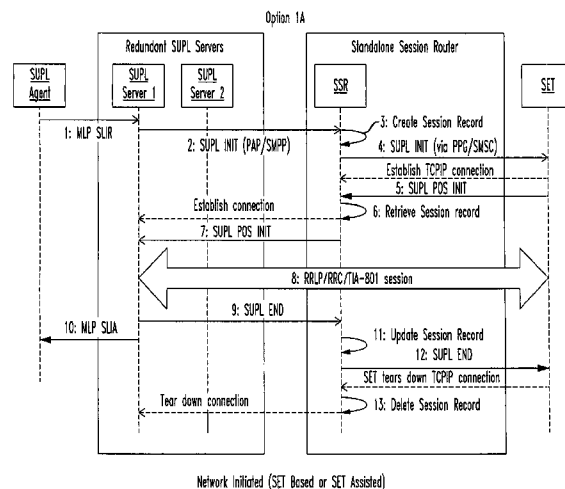 Option 1A
Redundant SUPL Servers
Standalone Session Router
SUPL
Agent
SUPL
Server 1
SUPL
Server 2
SSR
SET
1: MLP SLIR
2: SUPL INIT (PAP/SMPP)
3: Create Session Record
4: SUPL INIT (via PPG/SMSC)
Establish TCPIP connection
5: SUPL POS INIT
Establish connection
6: Retrieve Session record
7: SUPL POS INIT
8: RRLP/RRC/TIA-801 session
9: SUPL END
10: MLP SLIA
11: Update Session Record
12: SUPL END
SET tears down TCPIP connection
Tear down connection
13: Delete Session Record
Network Initiated (SET Based or SET Assisted)